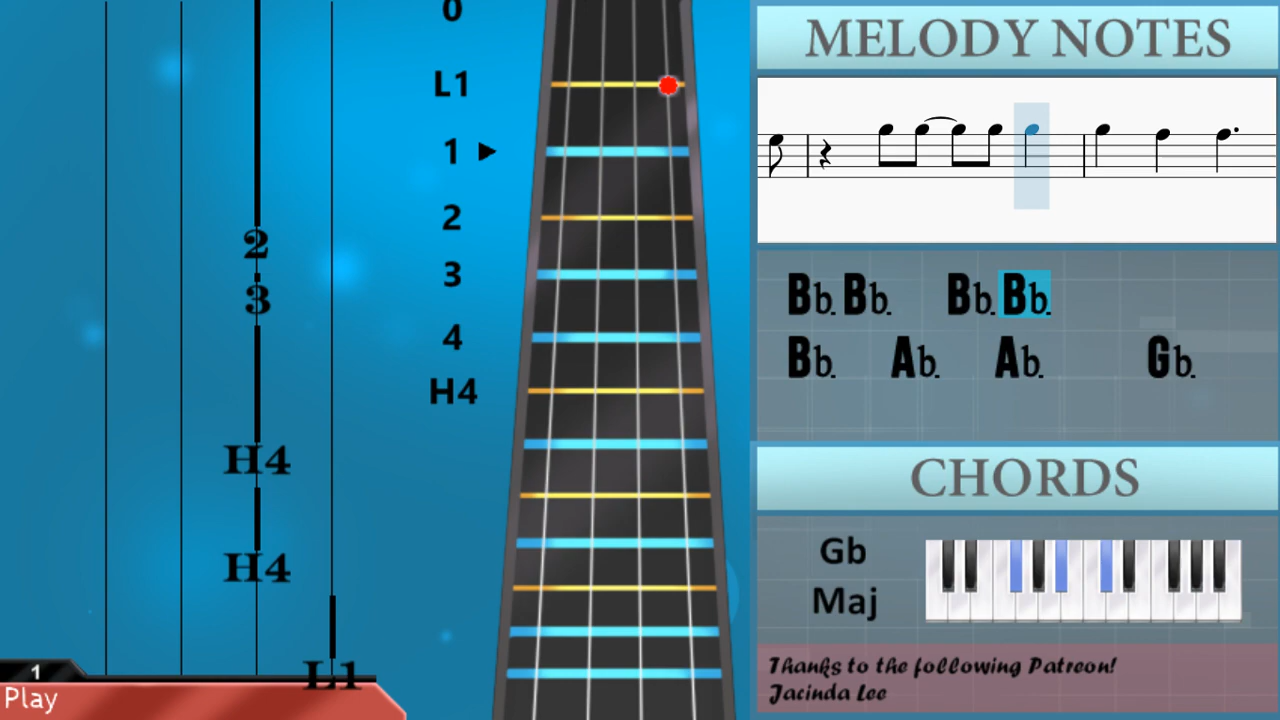 2
3
H4
H4
L1
1
Play
0
L1
1
2
3
4
H4
MELODY NOTES
Bb. Bb. Bb. Bb.
Bb. Ab. Ab. Gb.
CHORDS
Gb
Maj
Thanks to the following Patreon!
Jacinda Lee